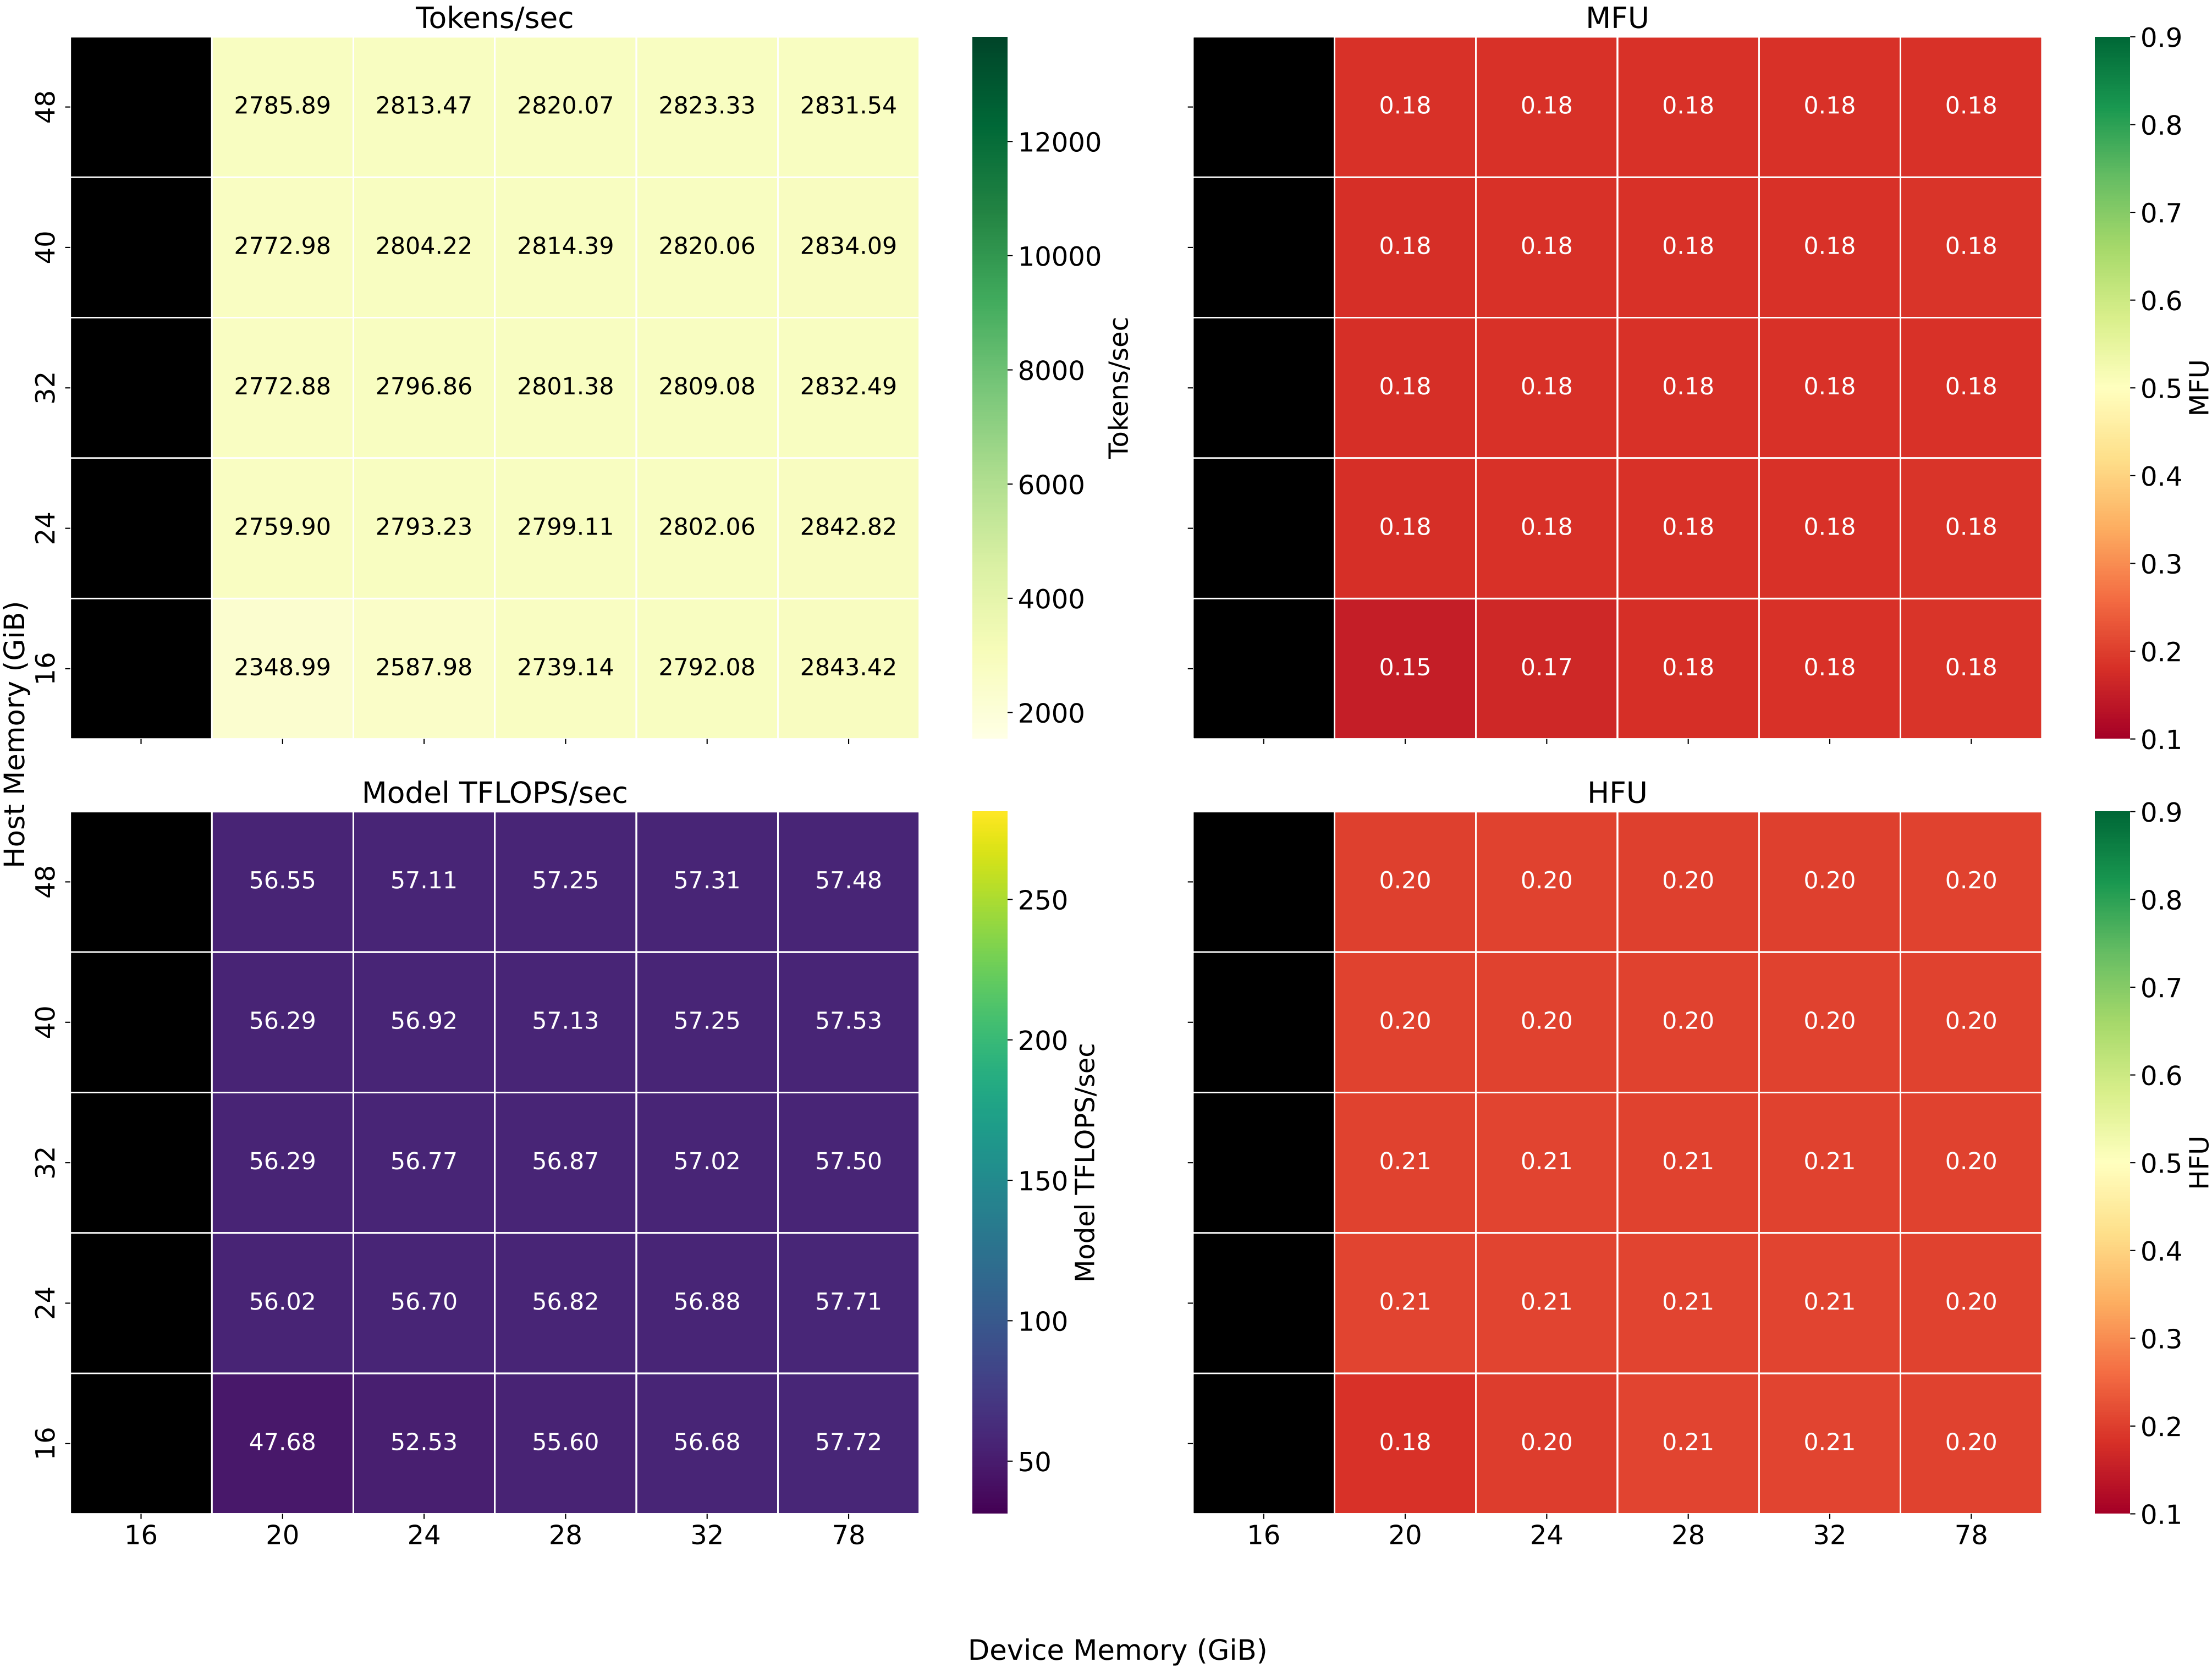 Tokens/sec
48
2785.89 2813.47 2820.07 2823.33 2831.54
40
2772.98 2804.22 2814.39 2820.06 2834.09
32
2772.88 2796.86 2801.38 2809.08 2832.49
24
2759.90 2793.23 2799.11 2802.06 2842.82
16
2348.99 2587.98 2739.14 2792.08 2843.42
12000
10000
8000
6000
4000
2000
Tokens/sec
MFU
0.18 0.18 0.18 0.18 0.18
0.18 0.18 0.18 0.18 0.18
0.18 0.18 0.18 0.18 0.18
0.18 0.18 0.18 0.18 0.18
0.15 0.17 0.18 0.18 0.18
0.9
0.8
0.7
0.6
0.5
0.4
0.3
0.2
0.1
MFU
Host Memory (GiB)
Model TFLOPS/sec
48
56.55 57.11 57.25 57.31 57.48
40
56.29 56.92 57.13 57.25 57.53
32
56.29 56.77 56.87 57.02 57.50
24
56.02 56.70 56.82 56.88 57.71
16
47.68 52.53 55.60 56.68 57.72
16 20 24 28 32 78
250
200
150
100
50
Model TFLOPS/sec
HFU
0.20 0.20 0.20 0.20 0.20
0.20 0.20 0.20 0.20 0.20
0.21 0.21 0.21 0.21 0.20
0.21 0.21 0.21 0.21 0.20
0.18 0.20 0.21 0.21 0.20
16 20 24 28 32 78
0.9
0.8
0.7
0.6
0.5
0.4
0.3
0.2
0.1
HFU
Device Memory (GiB)